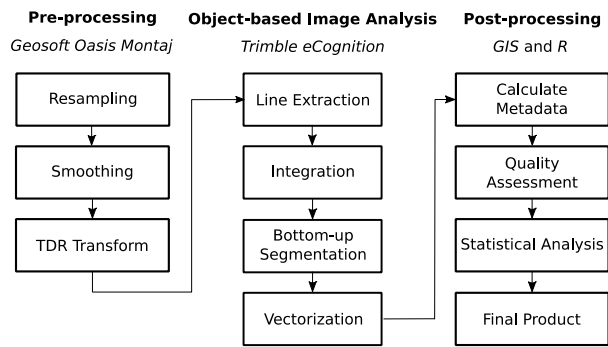 Pre-processing
Geosoft Oasis Montaj
Resampling
Smoothing
TDR Transform
Object-based Image Analysis
Trimble eCognition
Line Extraction
Integration
Bottom-up
Segmentation
Vectorization
Post-processing
GIS and R
Calculate
Metadata
Quality
Assessment
Statistical Analysis
Final Product